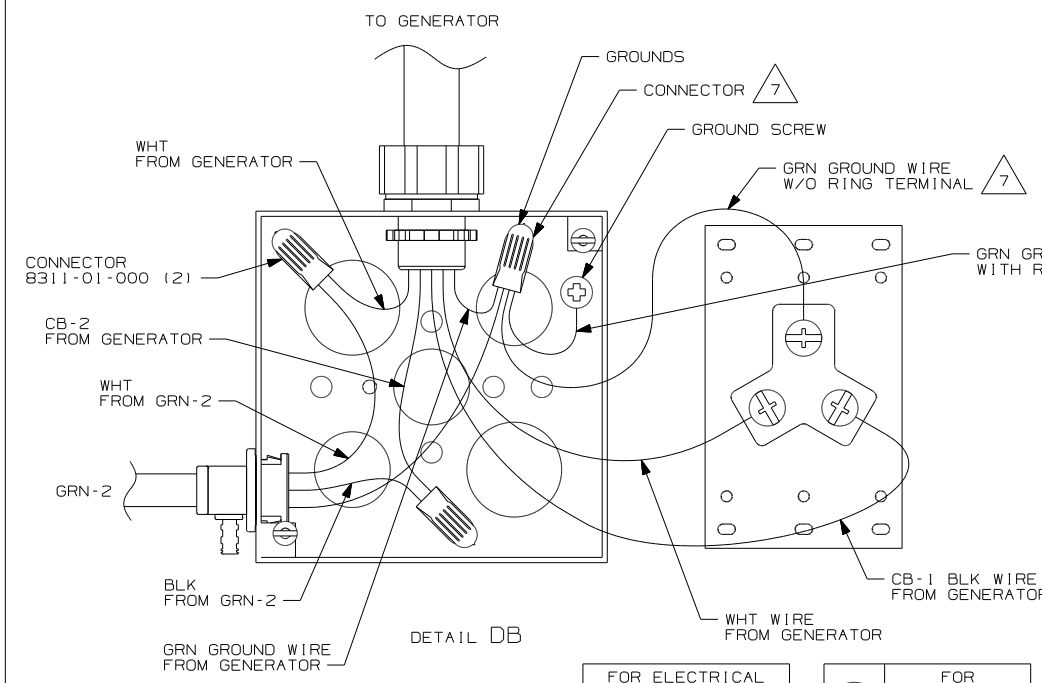 TO GENERATOR
GROUNDS
CONNECTOR 7
GROUND SCREW
WHT
FROM GENERATOR
GRN GROUND WIRE
W/O RING TERMINAL 7
CONNECTOR
8311-01-000 (2)
GRN GR
WITH R
CB-2
FROM GENERATOR
WHT
FROM GRN-2
GRN-2
BLK
FROM GRN-2
CB-1 BLK WIRE
FROM GENERATOR
WHT WIRE
FROM GENERATOR
DETAIL DB
GRN GROUND WIRE
FROM GENERATOR
FOR ELECTRICAL
FOR